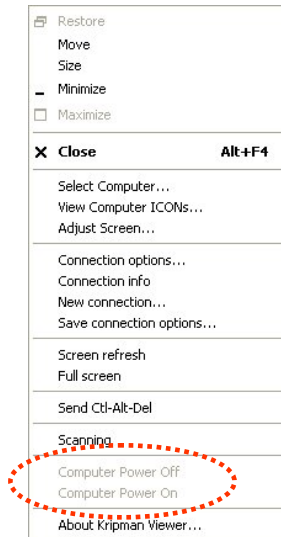 Restore
Move
Size
Minimize
Maximize
Close Alt+F4
Select Computer...
View Computer ICONs...
Adjust Screen...
Connection options...
Connection info
New connection...
Save connection options...
Screen refresh
Full screen
Send Ctl-Alt-Del
Scanning
Computer Power Off
Computer Power On
About Kripman Viewer...